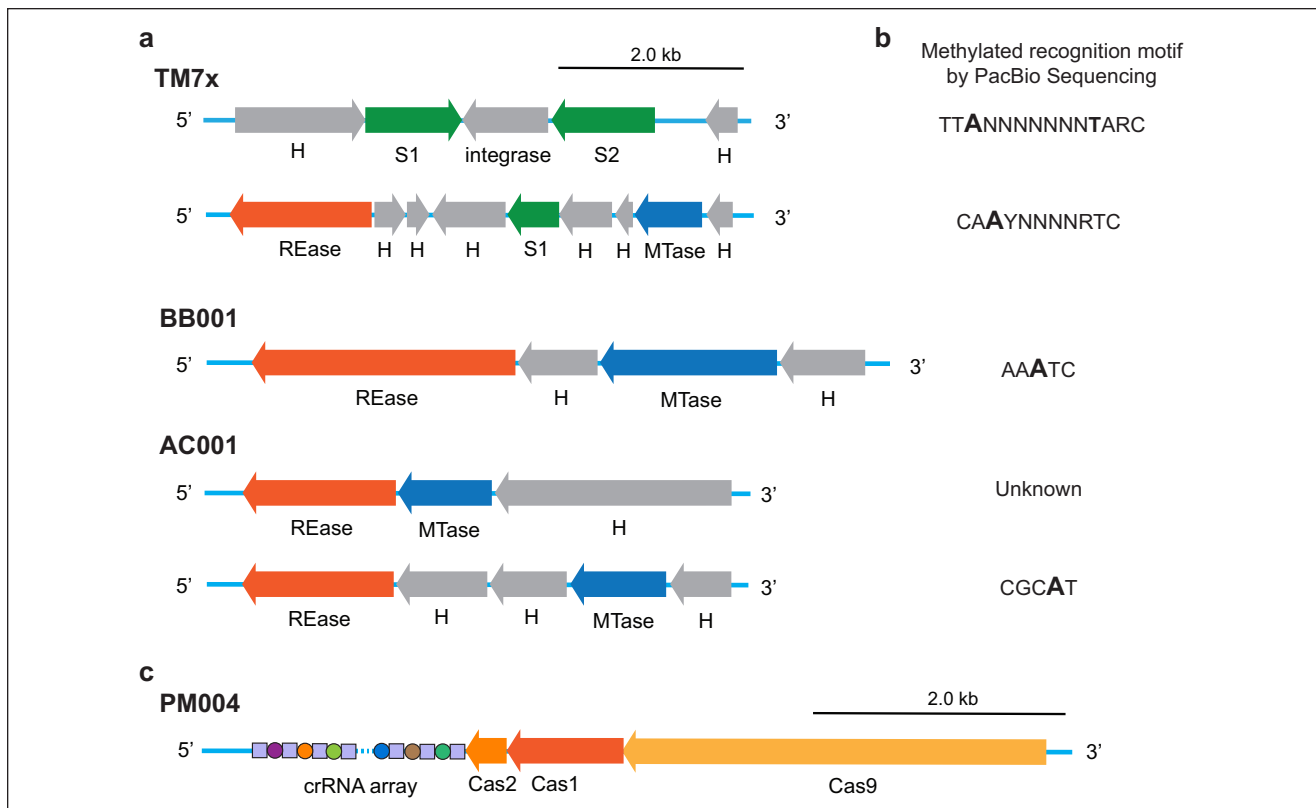 a
b
2.0 kb
Methylated recognition motif
by PacBio Sequencing
TM7x
5’ 3’
H S1 integrase S2 H
TTANNNNNNNNTARC
5’ 3’
REase H H H S1 H H MTase H
CAAYNNNNRTC
BB001
5’ 3’
REase H MTase H
AAATC
AC001
5’ 3’
REase MTase H
Unknown
5’ 3’
REase H H MTase H
CGCAT
c
PM004
2.0 kb
5’ 3’
crRNA array Cas2 Cas1 Cas9